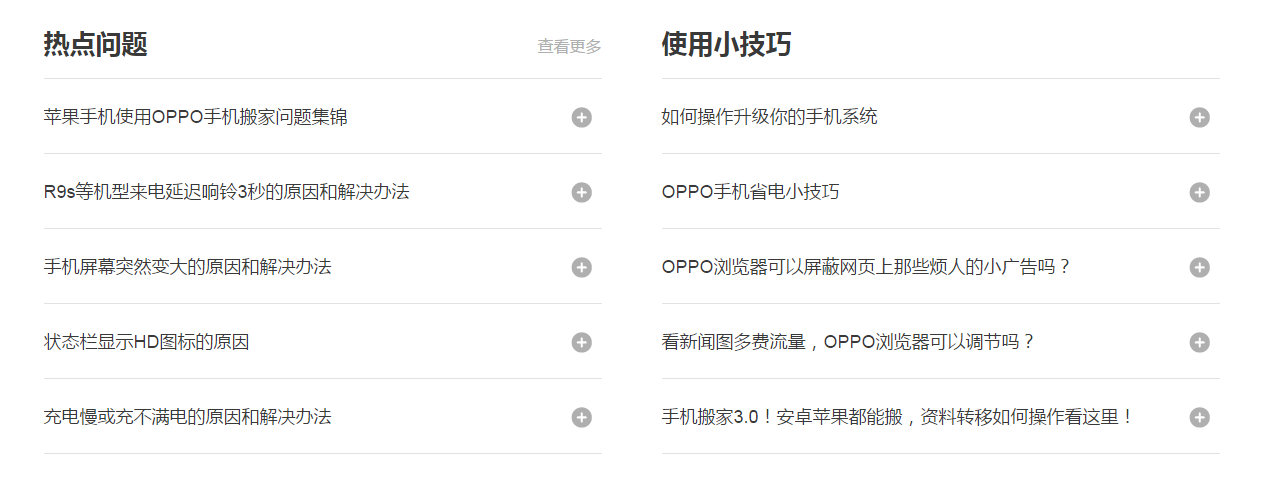 热点问题
查看更多
苹果手机使用OPPO手机搬家问题集锦
R9s等机型来电延迟响铃3秒的原因和解决办法
手机屏幕突然变大的原因和解决办法
状态栏显示HD图标的原因
充电慢或充不满电的原因和解决办法
使用小技巧
如何操作升级你的手机系统
OPPO手机省电小技巧
OPPO浏览器可以屏蔽网页上那些烦人的小广告吗？
看新闻图多费流量，OPPO浏览器可以调节吗？
手机搬家3.0！安卓苹果都能搬，资料转移如何操作看这里！